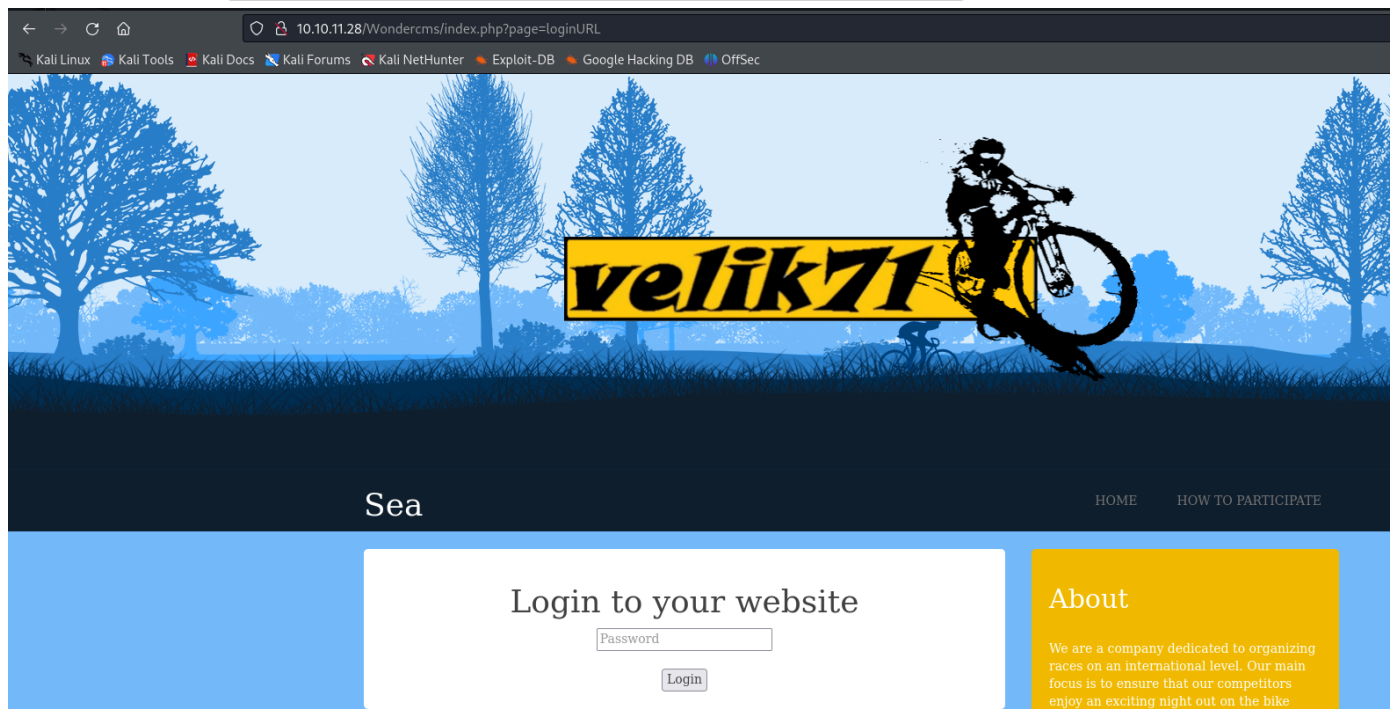 10.10.11.28/Wondercms/index.php?page=loginURL
Kali Linux Kali Tools Kali Docs Kali Forums Kali NetHunter Exploit-DB Google Hacking DB OffSec
velik71
Sea
HOME HOW TO PARTICIPATE
Login to your website
Password
Login
About
We are a company dedicated to organizing
races on an international level. Our main
focus is to ensure that our competitors
enjoy an exciting night out on the bike